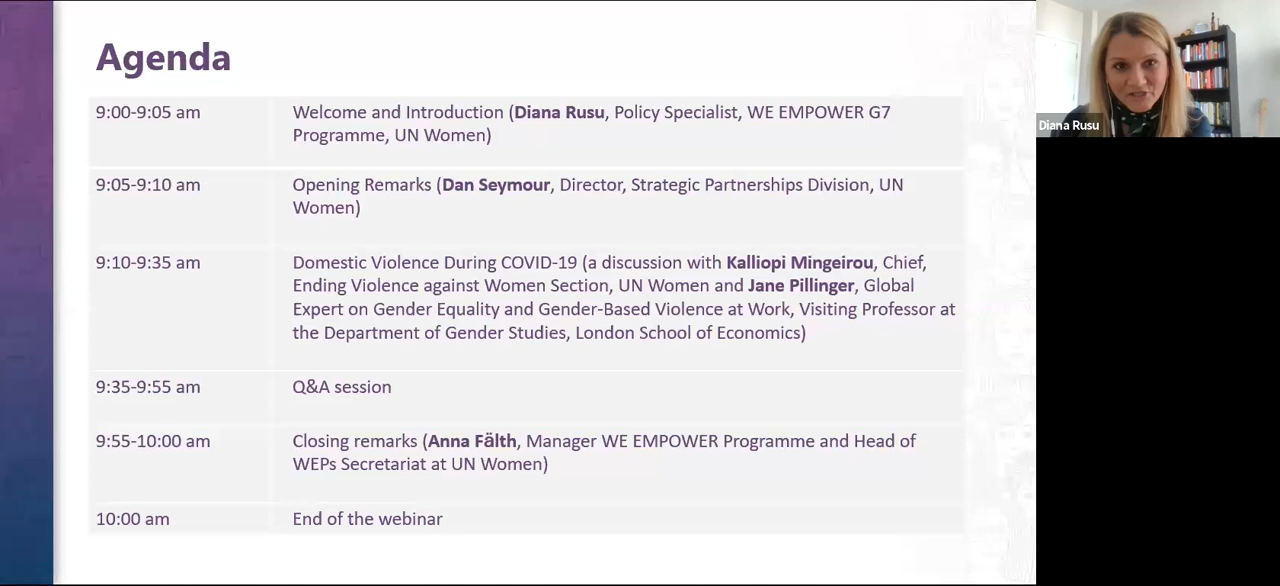 Agenda
9:00-9:05 am
Welcome and Introduction (Diana Rusu, Policy Specialist, WE EMPOWER G7
Programme, UN Women)
9:05-9:10 am
Opening Remarks (Dan Seymour, Director, Strategic Partnerships Division, UN
Women)
9:10-9:35 am
Domestic Violence During COVID-19 (a discussion with Kalliopi Mingeirou, Chief,
Ending Violence against Women Section, UN Women and Jane Pillinger, Global
Expert on Gender Equality and Gender-Based Violence at Work, Visiting Professor at
the Department of Gender Studies, London School of Economics)
9:35-9:55 am
Q&A session
9:55-10:00 am
Closing remarks (Anna Fälth, Manager WE EMPOWER Programme and Head of
WEPs Secretariat at UN Women)
10:00 am
End of the webinar
Diana Rusu